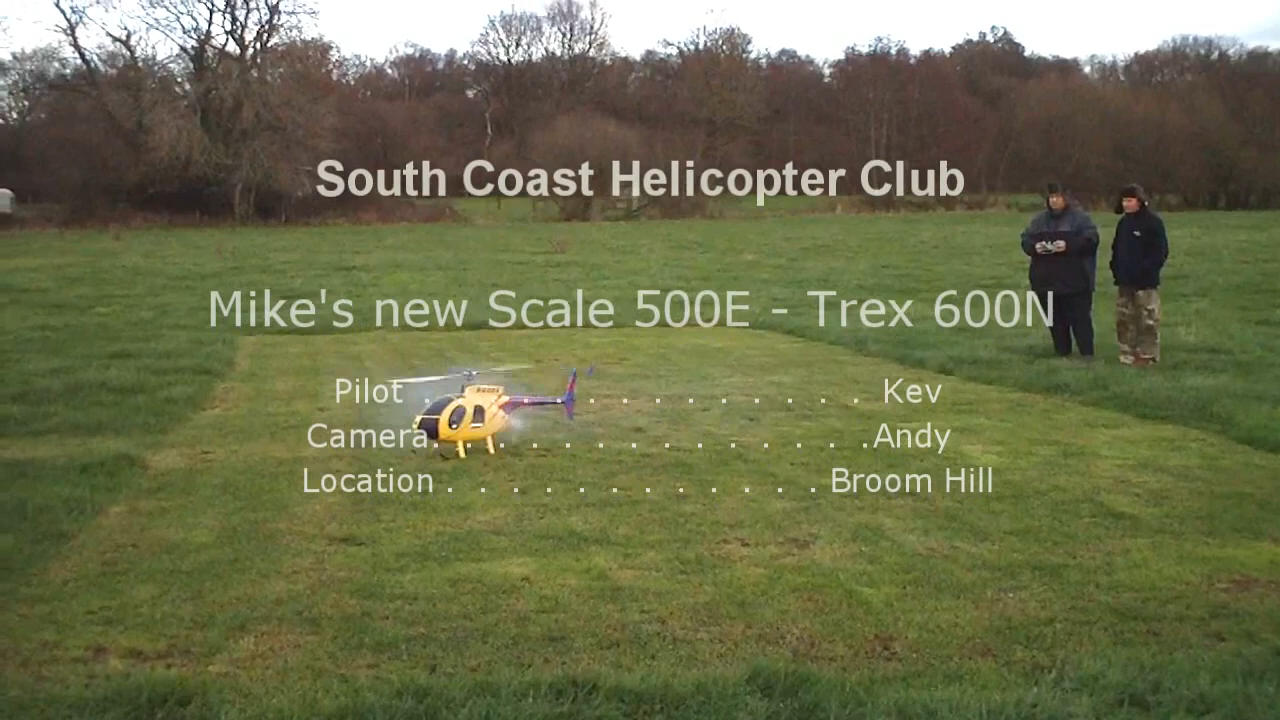 South Coast Helicopter Club
Mike's new Scale 500E - Trex 600N
Pilot . . . . . . . . . . . . . . Kev
Camera. . . . . . . . . . . . . .Andy
Location . . . . . . . . . . . . Broom Hill